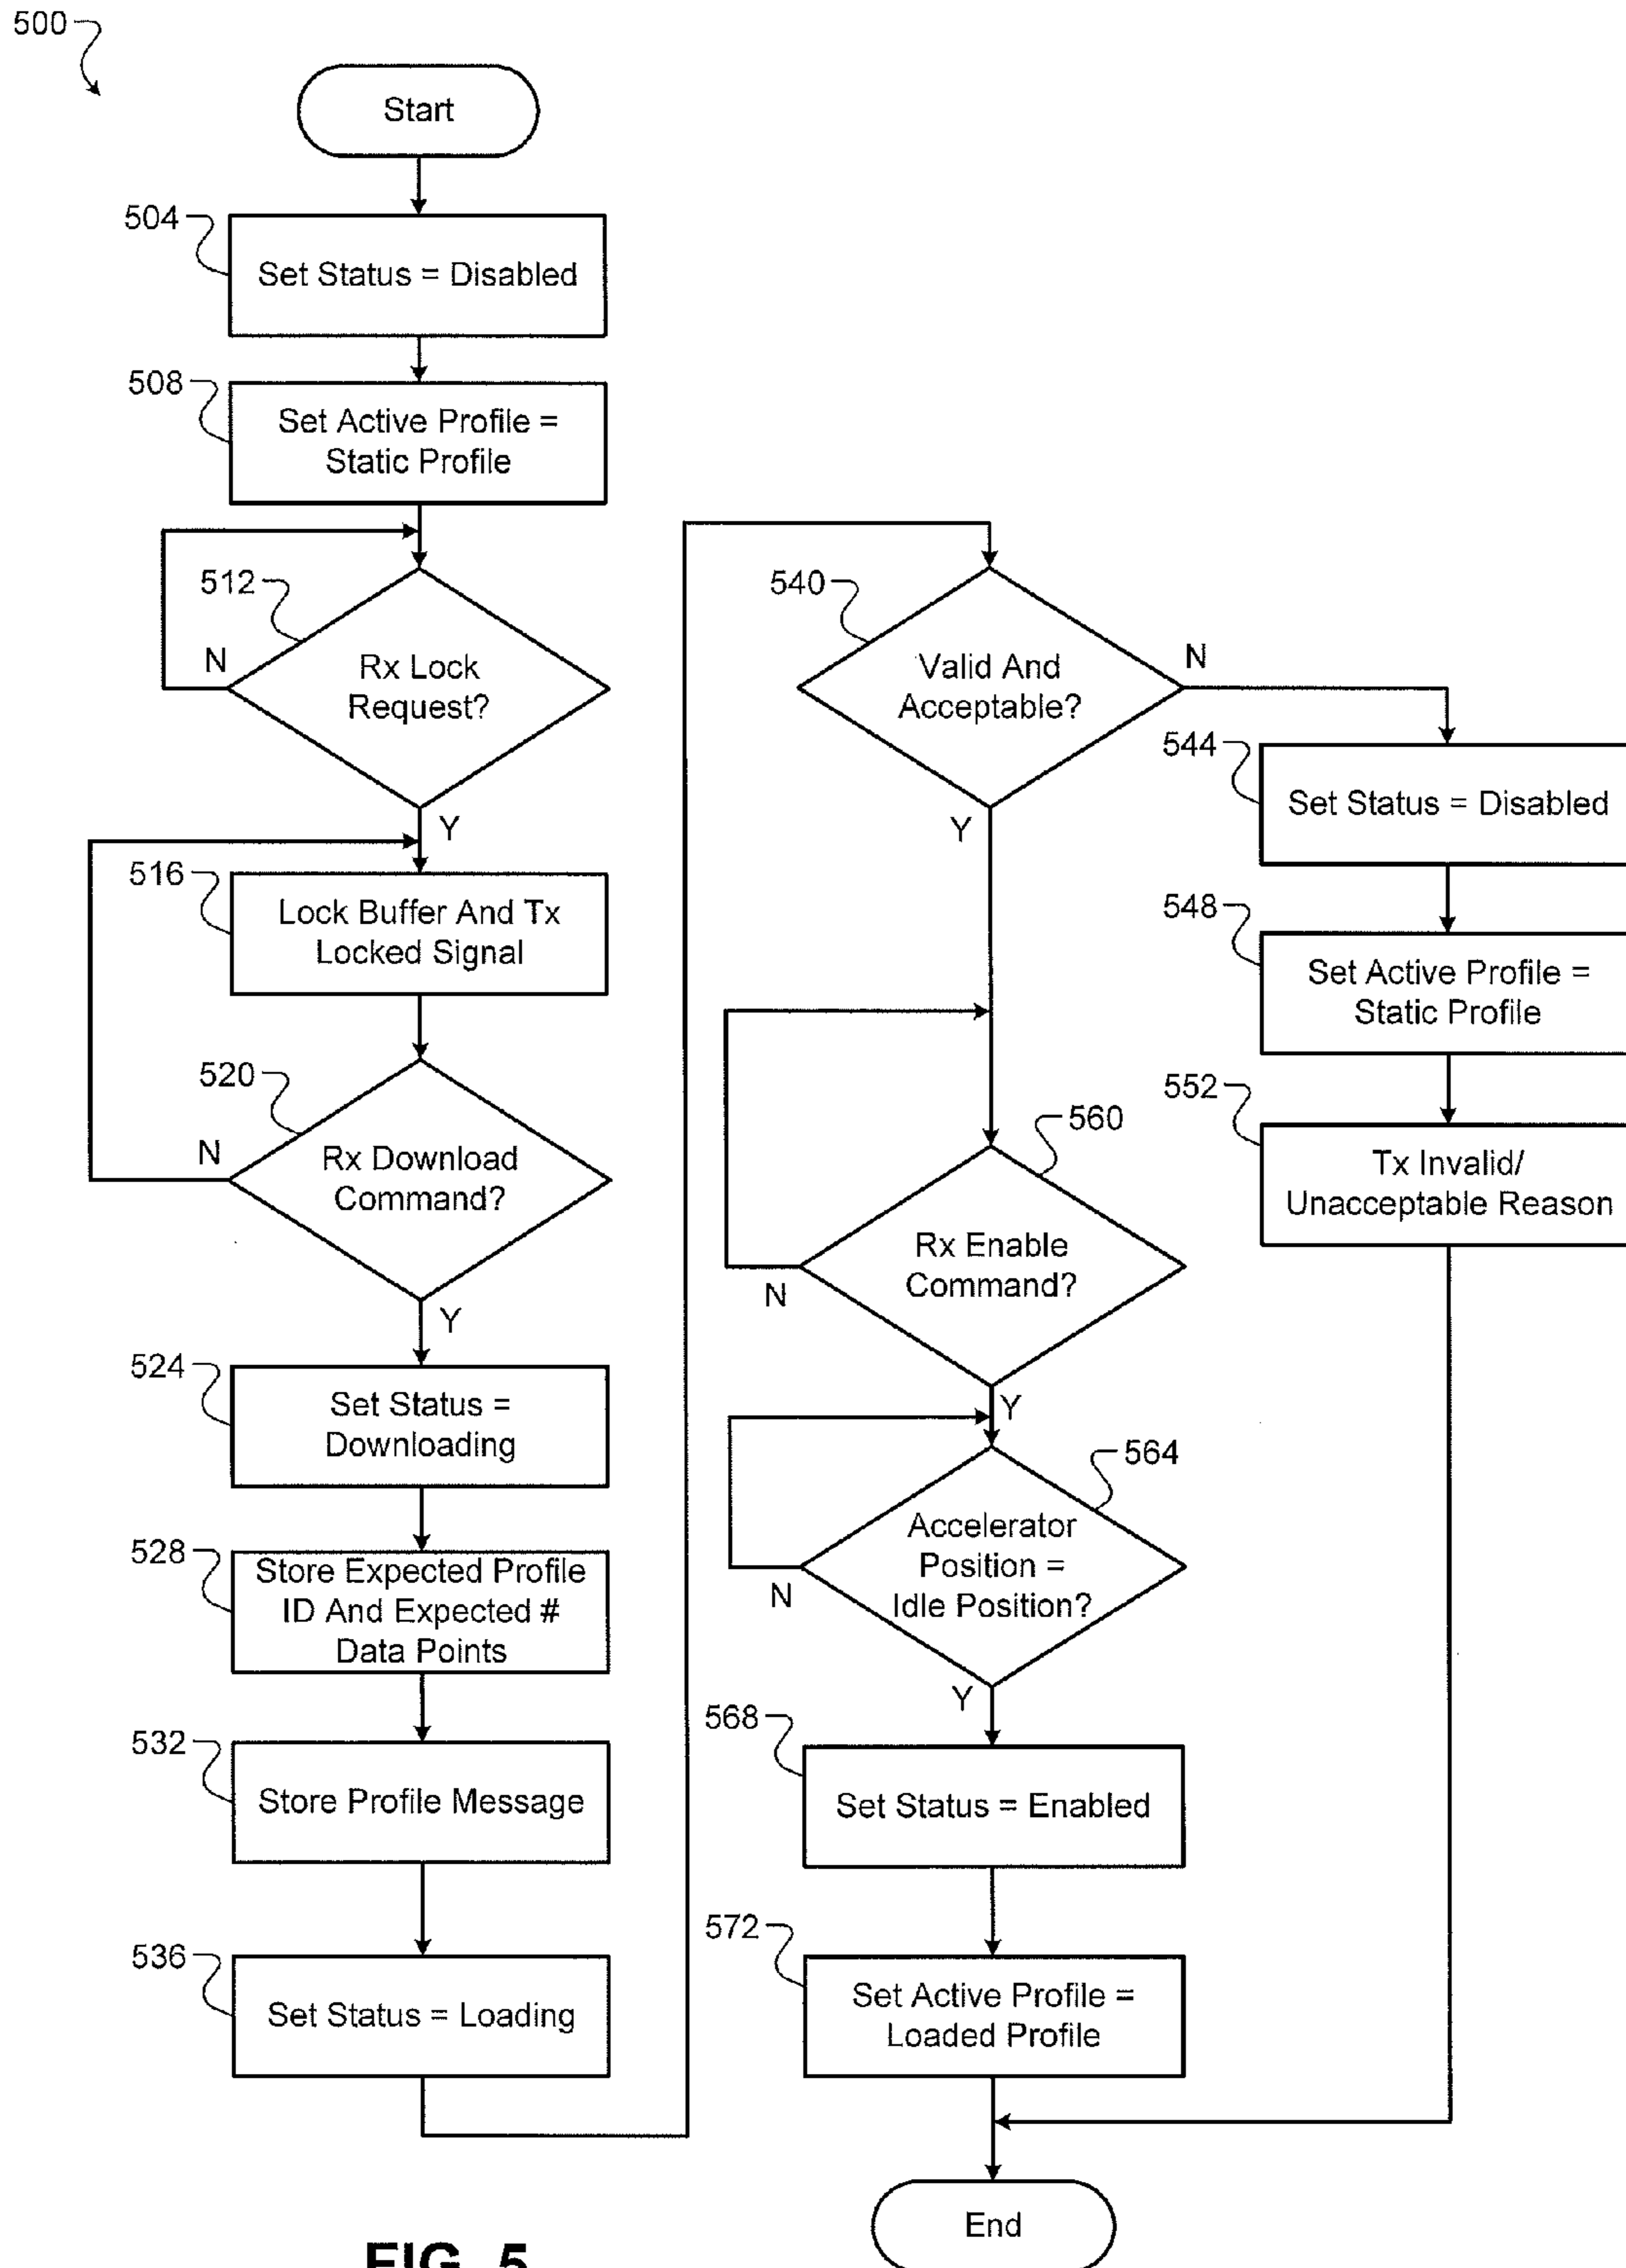 500
Start
504
Set Status = Disabled
508
Set Active Profile =
Static Profile
512
N
Rx Lock
Request?
Y
516
Lock Buffer And Tx
Locked Signal
520
N
Rx Download
Command?
Y
524
Set Status =
Downloading
528
Store Expected Profile
ID And Expected #
Data Points
532
Store Profile Message
536
Set Status = Loading
540
Valid And
Acceptable?
N
Y
544
Set Status = Disabled
548
Set Active Profile =
Static Profile
552
Tx Invalid/
Unacceptable Reason
560
Rx Enable
Command?
N
Y
564
Accelerator
Position =
Idle Position?
N
Y
568
Set Status = Enabled
572
Set Active Profile =
Loaded Profile
End
FIG. 5